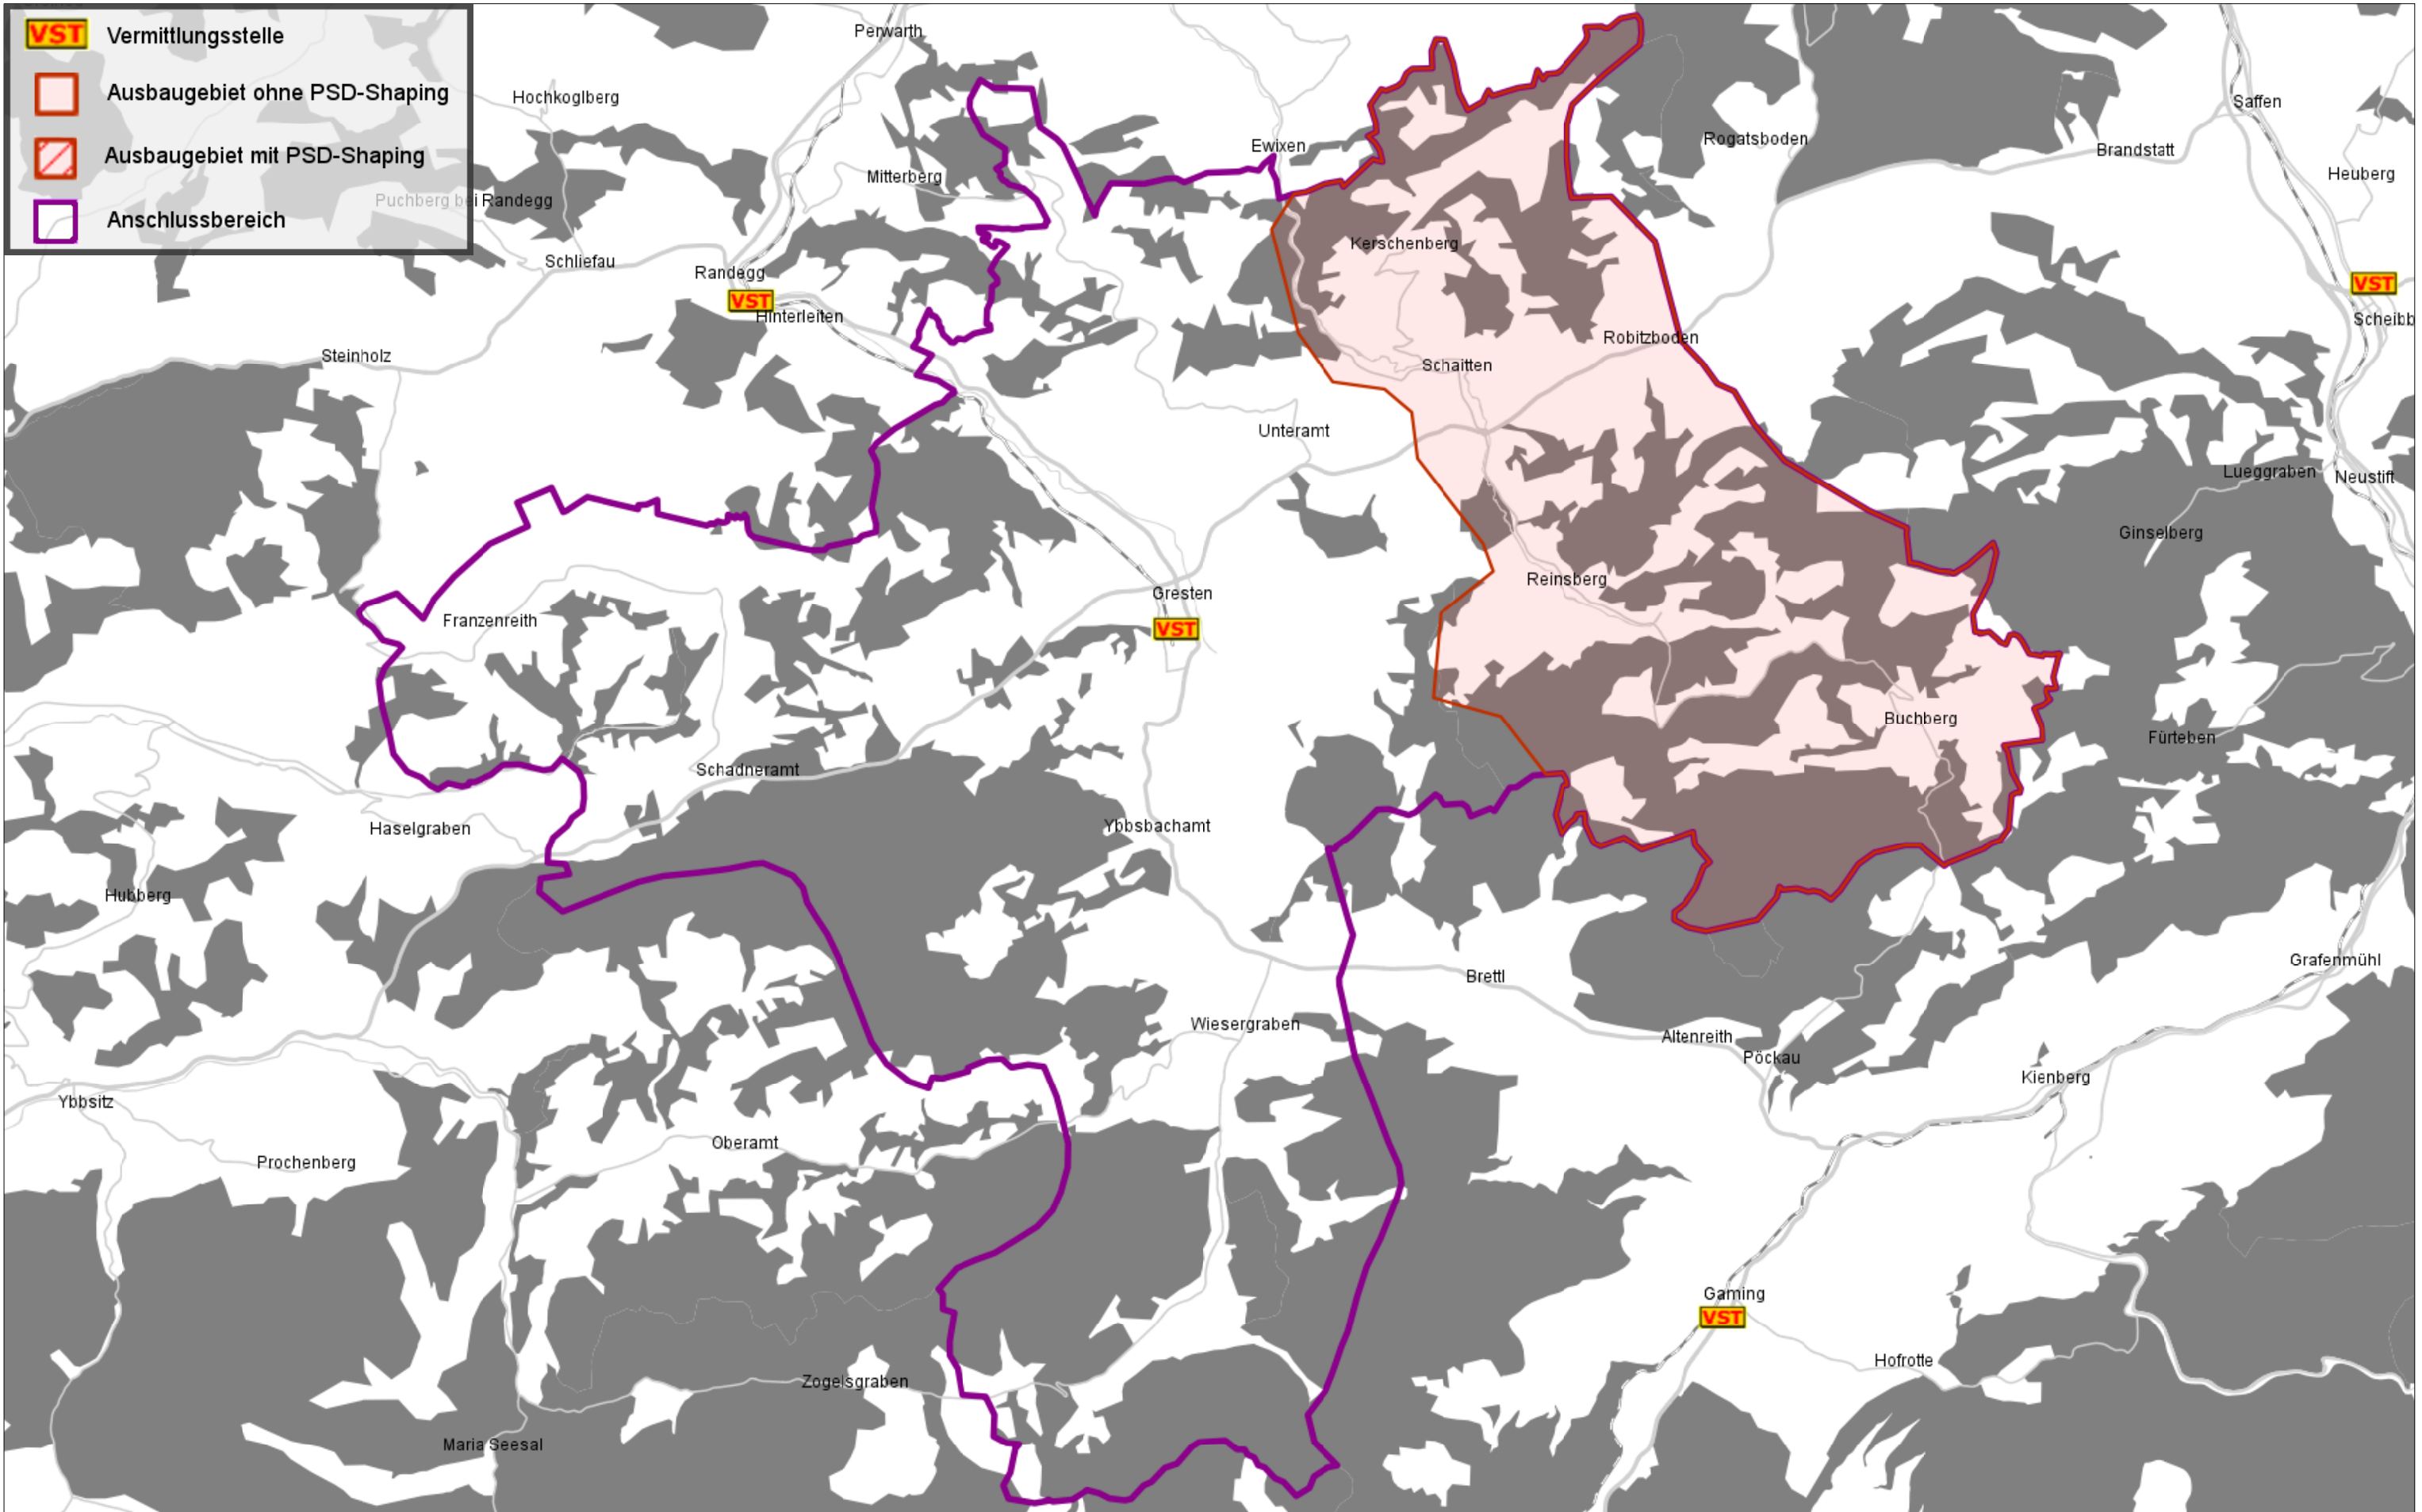 VST Vermittlungsstelle
Ausbaugebiet ohne PSD-Shaping
Ausbaugebiet mit PSD-Shaping
Anschlussbereich
Perwarth
Hochkoglberg
Saffen
Rogatsboden
Ewixen
Brandstatt
Heuberg
Mitterberg
Puchberg bei Randegg
Kerschenberg
Schliefau
Randegg
VST
VST
Hinterleiten
Scheibb
Robitzboden
Steinholz
Schaitten
Unteramt
Lueggraben
Neustift
Ginselberg
Reinsberg
Gresten
Franzenreith
VST
Buchberg
Fürteben
Schadneramt
Ybbsbachamt
Haselgraben
Hubberg
Grafenmühl
Brettl
Wiesergraben
Altenreith
Pöckau
Kienberg
Ybbsitz
Oberamt
Prochenberg
Gaming
VST
Hofrotte
Zogelsgraben
Maria Seesal